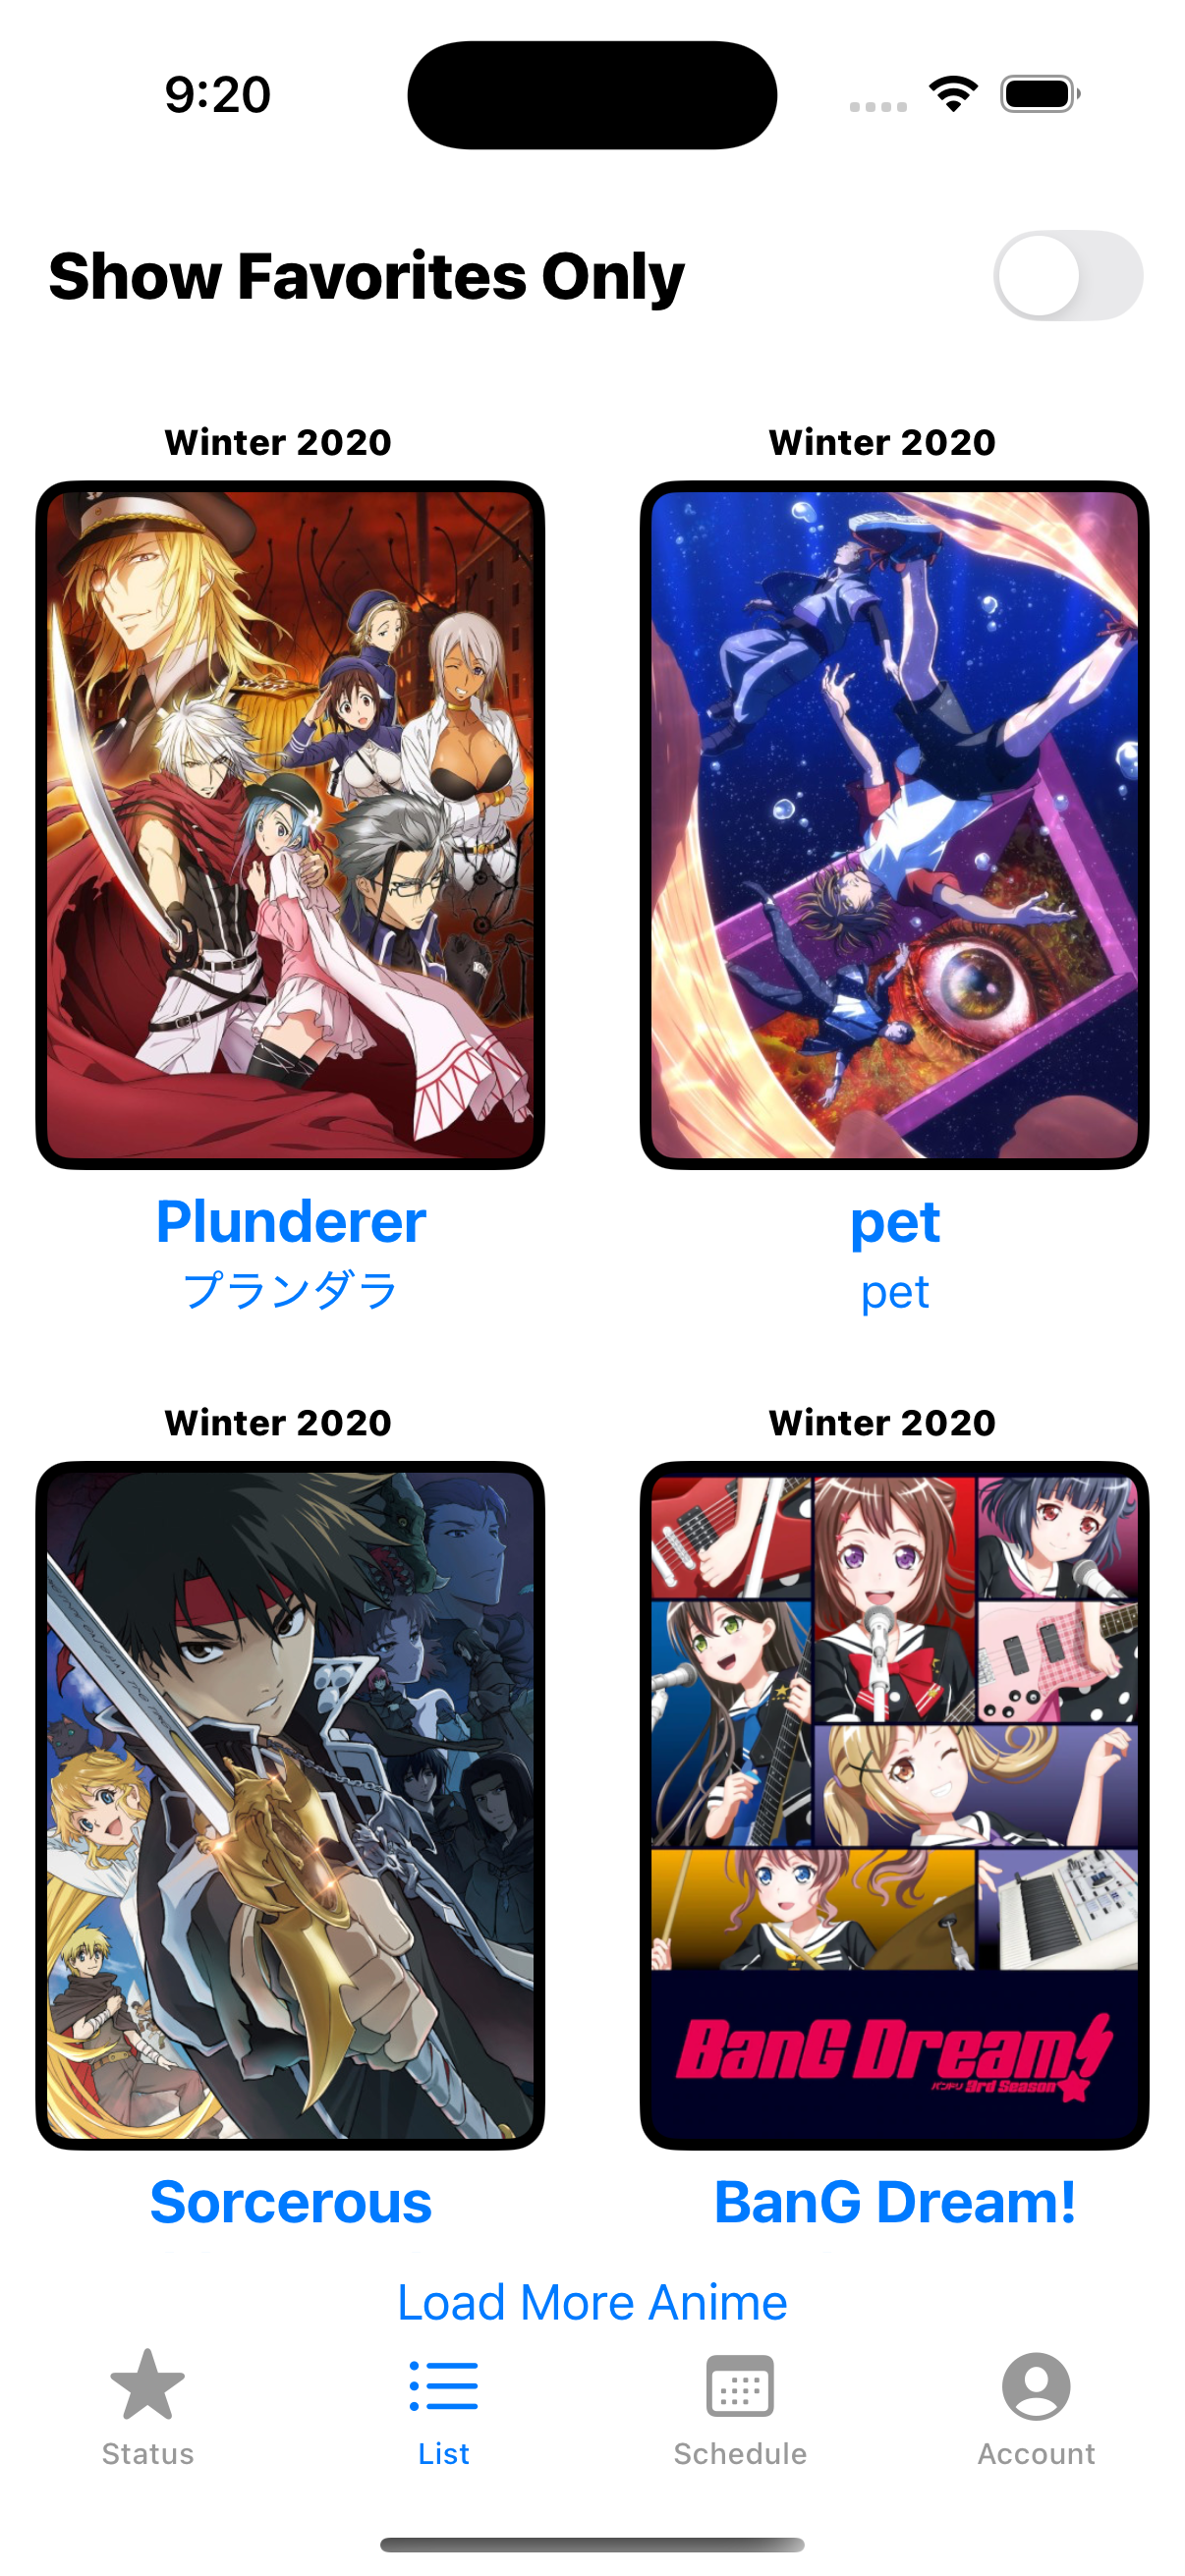 9:20
Show Favorites Only
Winter 2020
Winter 2020
Plunderer
pet
プランダラ
pet
Winter 2020
Winter 2020
BanG Dream!
バンドリ 3rd Season
Sorcerous
BanG Dream!
Load More Anime
Status
List
Schedule
Account